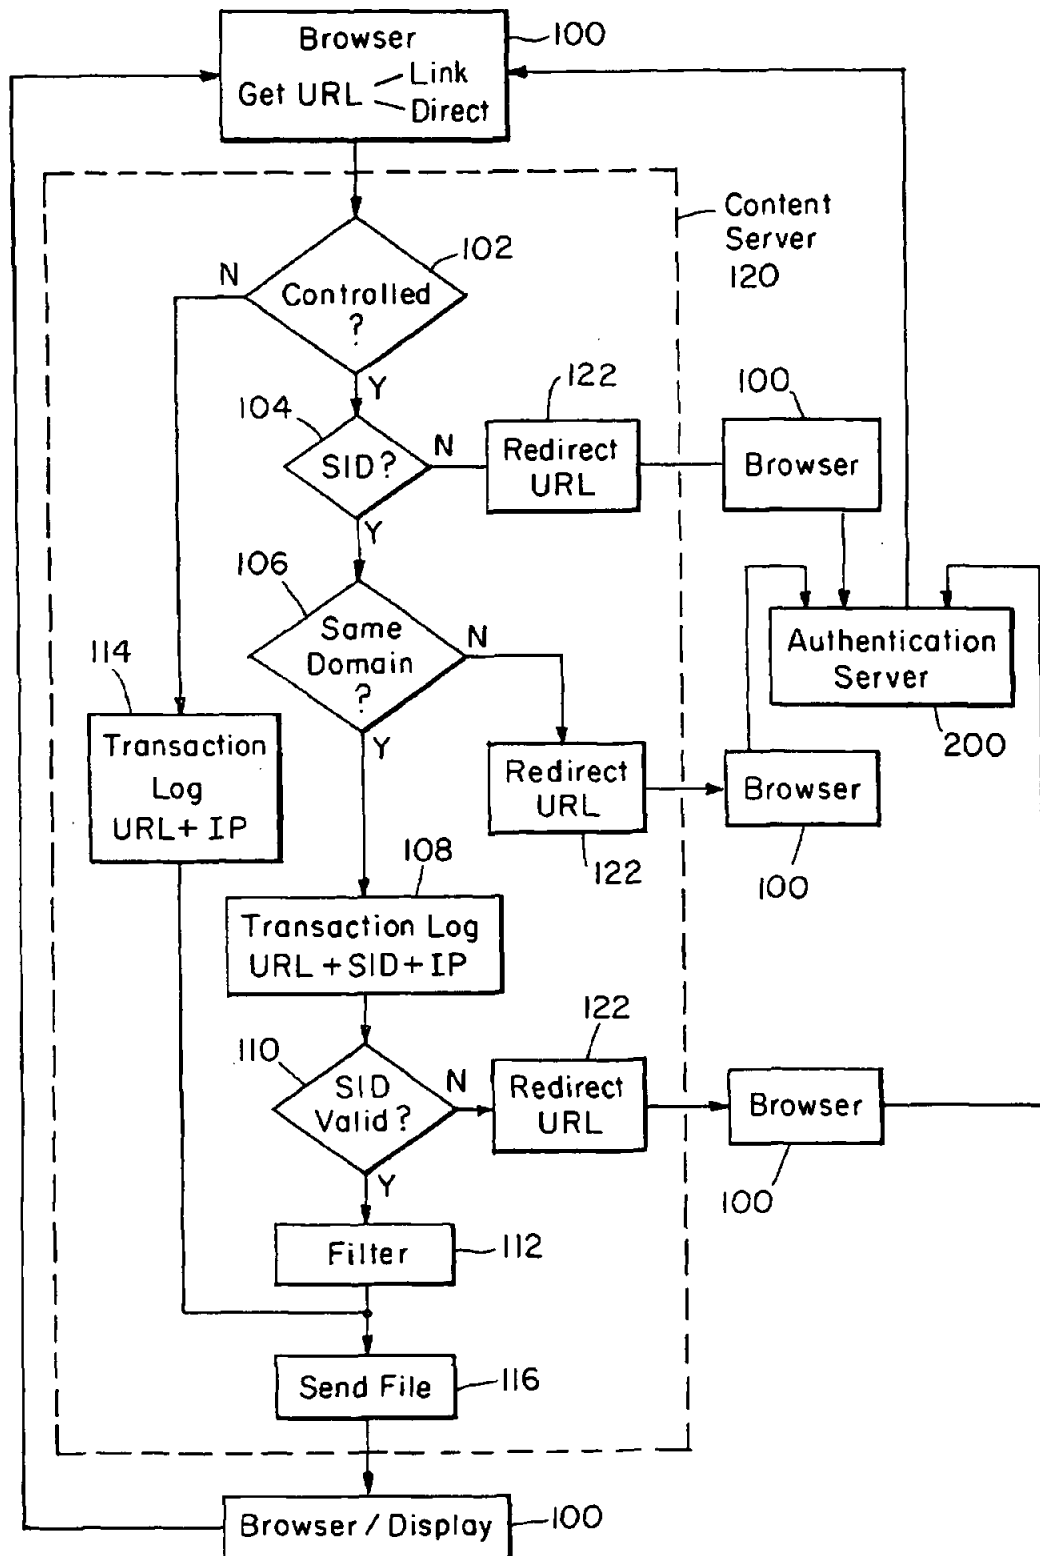 Browser
100
Get URL
Link
Direct
Content
Server
120
102
N
Controlled
?
Y
104
SID?
N
122
Redirect
URL
100
Browser
Y
106
Same
Domain
?
N
Authentication
Server
200
114
Transaction
Log
URL+ IP
Y
Redirect
URL
122
Browser
100
108
Transaction Log
URL+SID+IP
110
SID
Valid?
N
122
Redirect
URL
Browser
100
Y
Filter
112
Send File
116
Browser / Display
100